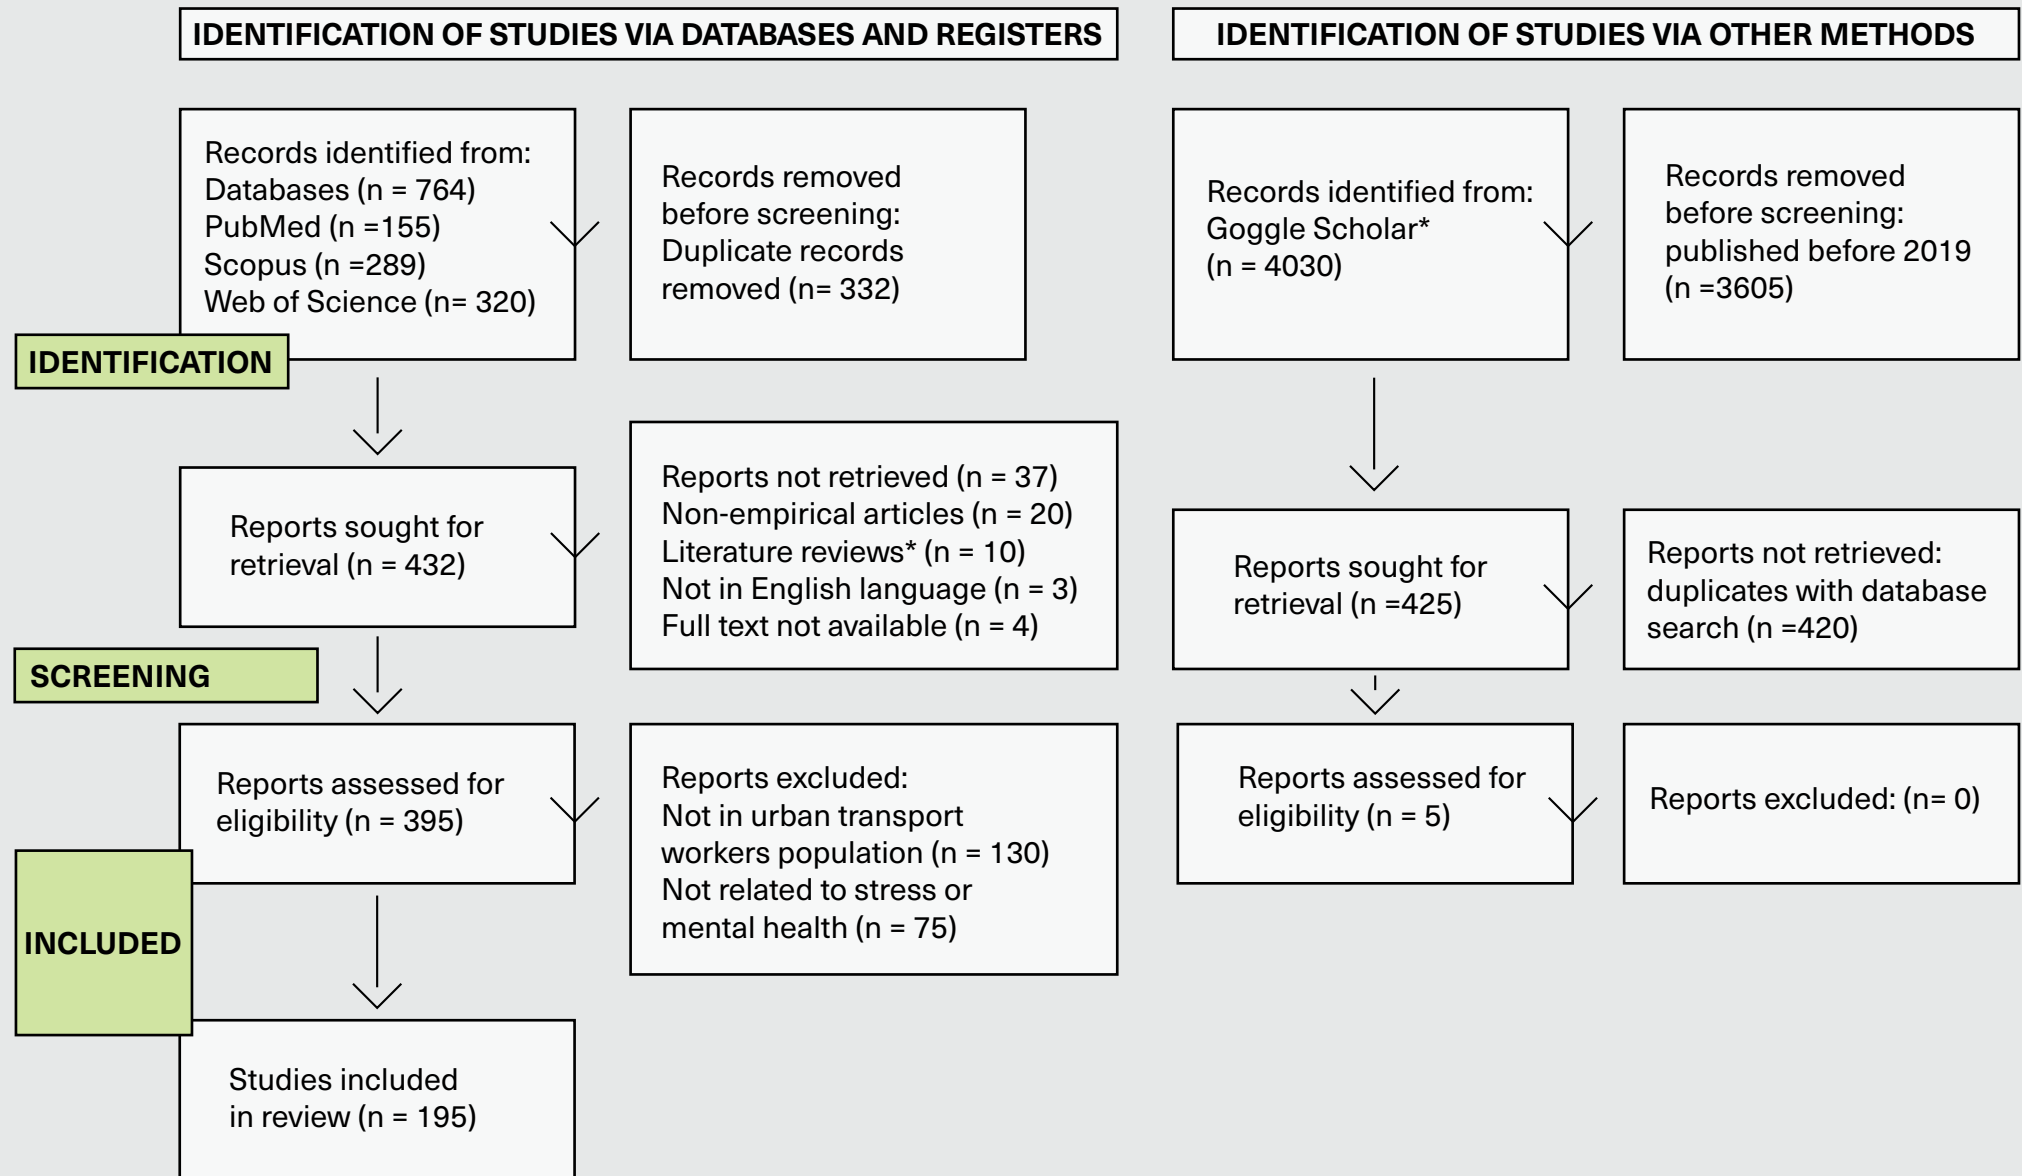 IDENTIFICATION OF STUDIES VIA DATABASES AND REGISTERS
IDENTIFICATION OF STUDIES VIA OTHER METHODS
Records identified from:
Databases (n = 764)
PubMed (n =155)
Scopus (n =289)
Web of Science (n= 320)
Records removed
before screening:
Duplicate records
removed (n= 332)
Records identified from:
Goggle Scholar*
(n = 4030)
Records removed
before screening:
published before 2019
(n =3605)
IDENTIFICATION
Reports sought for
retrieval (n = 432)
Reports not retrieved (n = 37)
Non-empirical articles (n = 20)
Literature reviews* (n = 10)
Not in English language (n = 3)
Full text not available (n = 4)
Reports sought for
retrieval (n =425)
Reports not retrieved:
duplicates with database
search (n =420)
SCREENING
Reports assessed for
eligibility (n = 395)
Reports excluded:
Not in urban transport
workers population (n = 130)
Not related to stress or
mental health (n = 75)
Reports assessed for
eligibility (n = 5)
Reports excluded: (n= 0)
INCLUDED
Studies included
in review (n = 195)